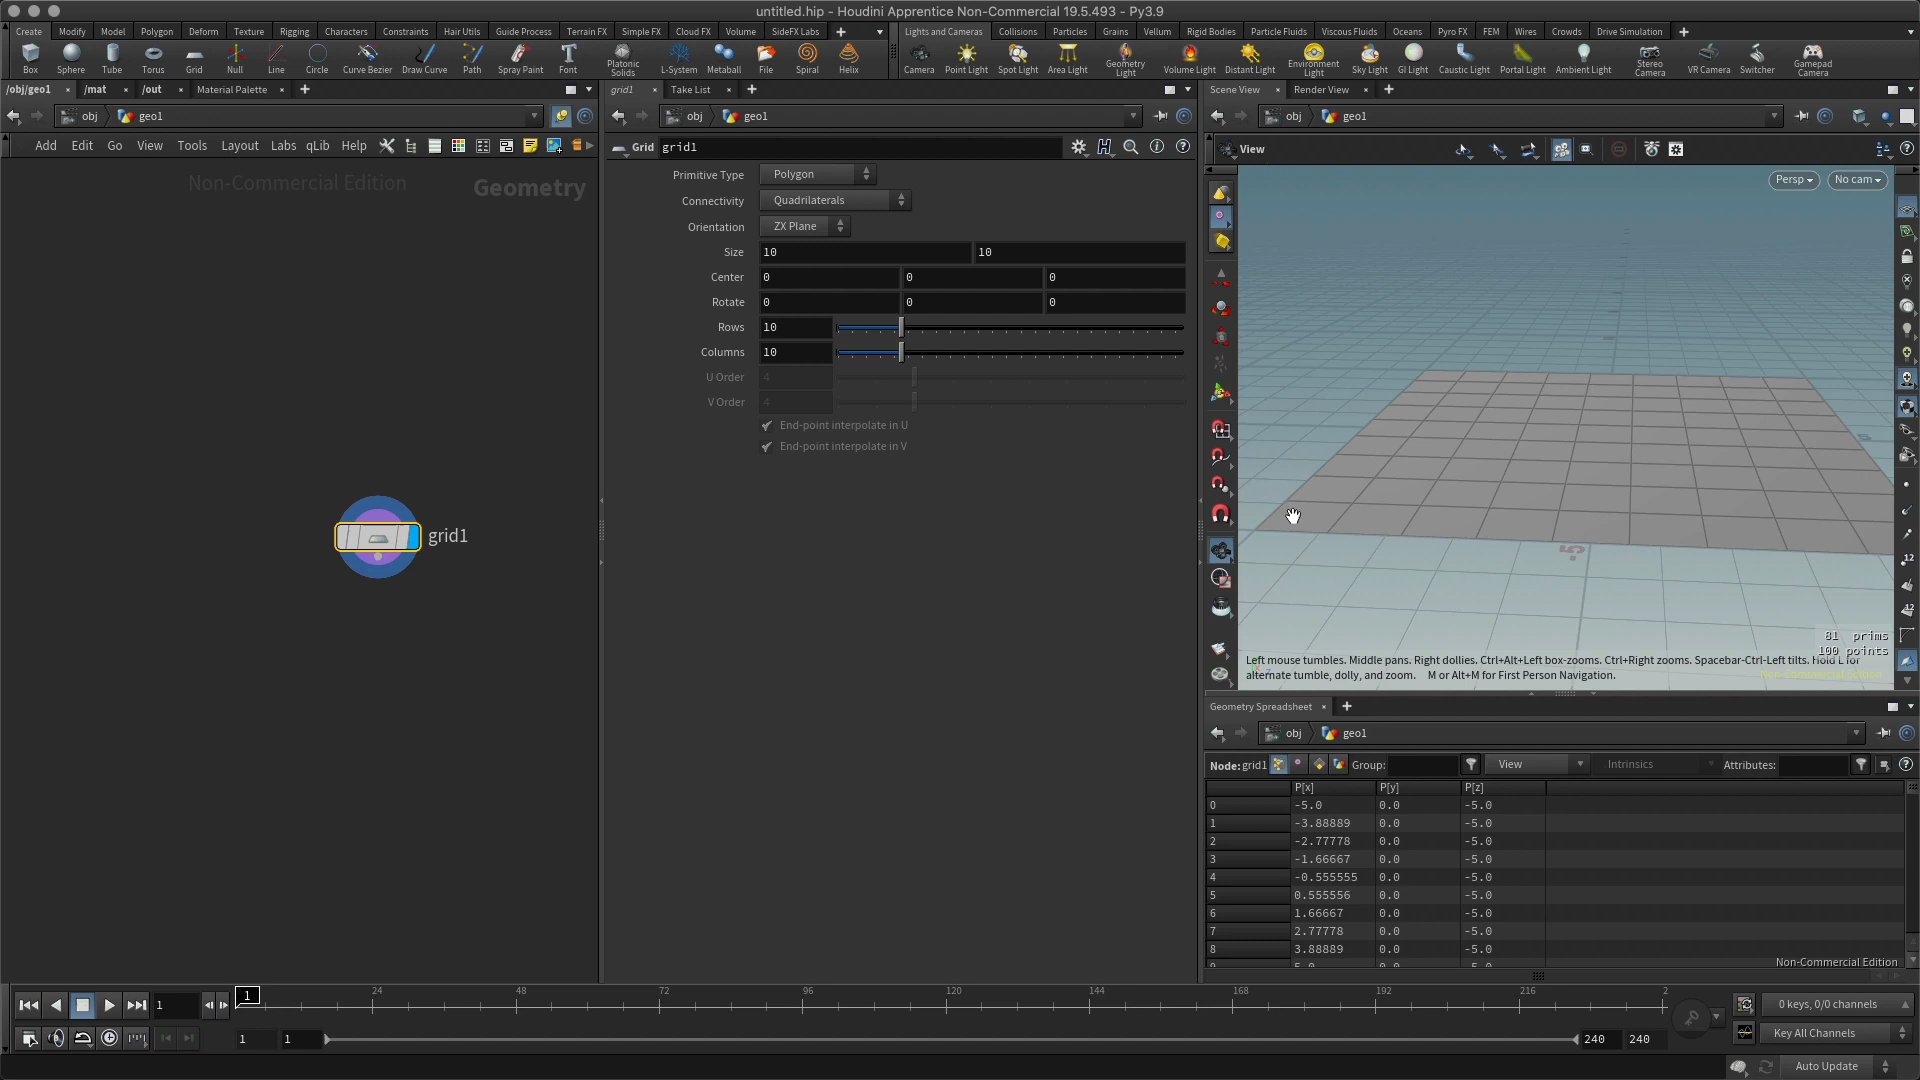 untitled.hip - Houdini Apprentice Non-Commercial 19.5.493 - Py3.9
Create Modify Model Polygon Deform Texture Rigging Characters Constraints Hair Utils Guide Process Terrain FX Simple FX Cloud FX Volume SideFX Labs
Lights and Cameras Collisions Particles Grains Vellum Rigid Bodies Particle Fluids Viscous Fluids Oceans Pyro FX FEM Wires Crowds Drive Simulation
Box Sphere Tube Torus Grid Null Line Circle Curve Bezier Draw Curve Path Spray Paint Font Platonic Solids L-System Metaball File Spiral Helix
Camera Point Light Spot Light Area Light Geometry Light Volume Light Distant Light Environment Light Sky Light GI Light Caustic Light Portal Light Ambient Light Stereo Camera VR Camera Switcher Gamepad Camera
/obj/geo1 /mat /out Material Palette
grid1 Take List
Scene View Render View
obj geo1
obj geo1
obj geo1
Add Edit Go View Tools Layout Labs qLib Help
Grid grid1
View
Non-Commercial Edition Geometry
Primitive Type Polygon
Connectivity Quadrilaterals
Orientation ZX Plane
Size 10 10
Center 0 0 0
Rotate 0 0 0
Rows 10
Columns 10
U Order 4
V Order 4
End-point interpolate in U
End-point interpolate in V
grid1
Persp No cam
-5
81 prims
100 points
Left mouse tumbles. Middle pans. Right dollies. Ctrl+Alt+Left box-zooms. Ctrl+Right zooms. Spacebar-Ctrl-Left tilts. Hold L for
alternate tumble, dolly, and zoom. M or Alt+M for First Person Navigation.
Non-Commercial Edition
12
12
Geometry Spreadsheet
obj geo1
Node: grid1 Group: View Intrinsics Attributes:
P[x] P[y] P[z]
0 -5.0 0.0 -5.0
1 -3.88889 0.0 -5.0
2 -2.77778 0.0 -5.0
3 -1.66667 0.0 -5.0
4 -0.555555 0.0 -5.0
5 0.555556 0.0 -5.0
6 1.66667 0.0 -5.0
7 2.77778 0.0 -5.0
8 3.88889 0.0 -5.0
Non-Commercial Edition
1 1 24 48 72 96 120 144 168 192 216 2
0 keys, 0/0 channels
1 1 240 240
Key All Channels
Auto Update